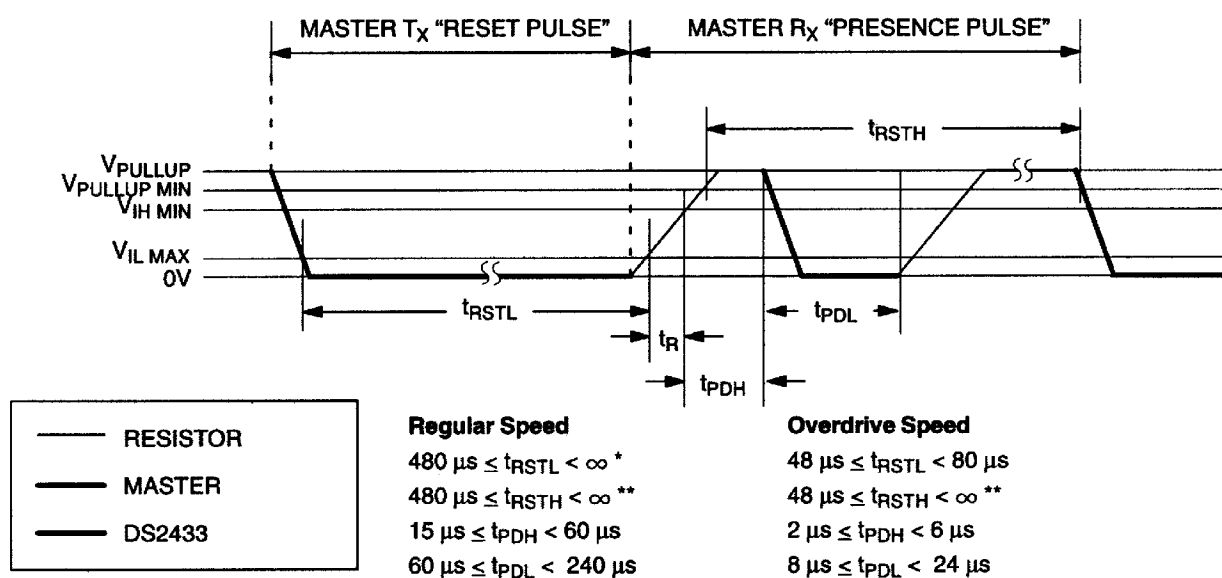 MASTER TX “RESET PULSE”
MASTER RX “PRESENCE PULSE”
tRSTH
VPULLUP
VPULLUP MIN
VIH MIN
VIL MAX
0V
tRSTL
tR
tPDL
tPDH
RESISTOR
MASTER
DS2433
Regular Speed
480 µs ≤ tRSTL < ∞ *
480 µs ≤ tRSTH < ∞ **
15 µs ≤ tPDH < 60 µs
60 µs ≤ tPDL < 240 µs
Overdrive Speed
48 µs ≤ tRSTL < 80 µs
48 µs ≤ tRSTH < ∞ **
2 µs ≤ tPDH < 6 µs
8 µs ≤ tPDL < 24 µs